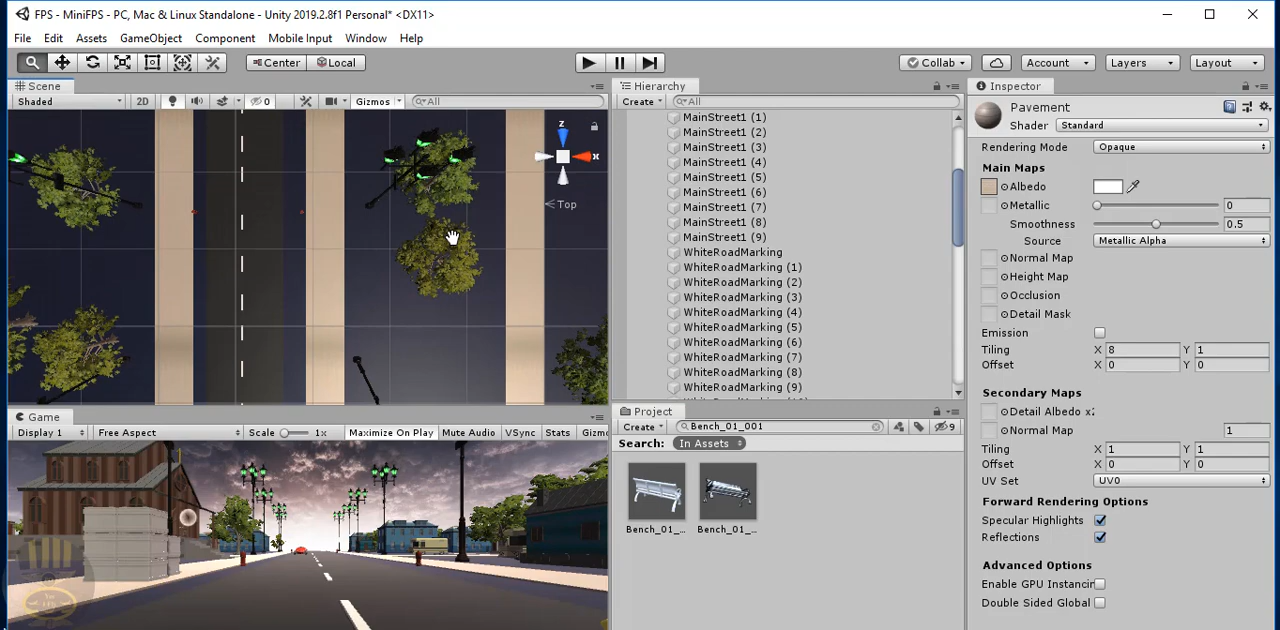 FPS - MiniFPS - PC, Mac & Linux Standalone - Unity 2019.2.8f1 Personal* <DX11>
File Edit Assets GameObject Component Mobile Input Window Help
Center Local Collab Account Layers Layout
Scene
Shaded 2D 0 Gizmos All
z
x
Top
Game
Display 1 Free Aspect Scale 1x Maximize On Play Mute Audio VSync Stats Gizmo
Hierarchy
Create All
MainStreet1 (1)
MainStreet1 (2)
MainStreet1 (3)
MainStreet1 (4)
MainStreet1 (5)
MainStreet1 (6)
MainStreet1 (7)
MainStreet1 (8)
MainStreet1 (9)
WhiteRoadMarking
WhiteRoadMarking (1)
WhiteRoadMarking (2)
WhiteRoadMarking (3)
WhiteRoadMarking (4)
WhiteRoadMarking (5)
WhiteRoadMarking (6)
WhiteRoadMarking (7)
WhiteRoadMarking (8)
WhiteRoadMarking (9)
Project
Create Bench_01_001 9
Search: In Assets
Bench_01_... Bench_01_...
Inspector
Pavement
Shader Standard
Rendering Mode Opaque
Main Maps
Albedo
Metallic 0
Smoothness 0.5
Source Metallic Alpha
Normal Map
Height Map
Occlusion
Detail Mask
Emission
Tiling X 8 Y 1
Offset X 0 Y 0
Secondary Maps
Detail Albedo x2
Normal Map 1
Tiling X 1 Y 1
Offset X 0 Y 0
UV Set UV0
Forward Rendering Options
Specular Highlights
Reflections
Advanced Options
Enable GPU Instancin
Double Sided Global